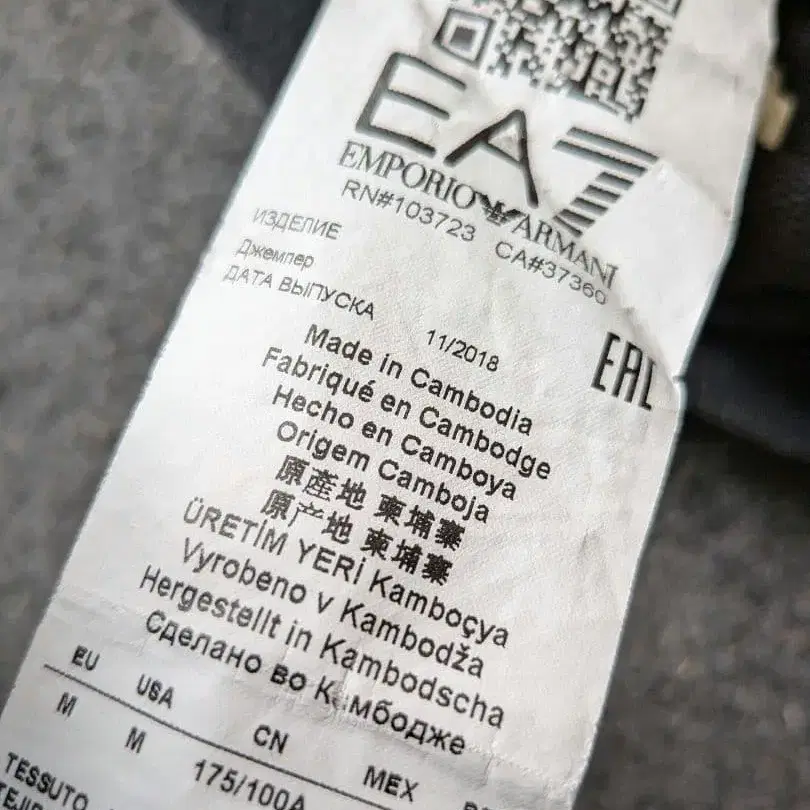 EA7
EMPORIO ARMANI
RN#103723 CA#37360
ИЗДЕЛИЕ
Джемпер
ДАТА ВЫПУСКА 11/2018
EAC
Made in Cambodia
Fabriqué en Cambodge
Hecho en Camboya
Origem Camboja
原産地 柬埔寨
原产地 柬埔寨
ÜRETİM YERİ Kamboçya
Vyrobeno v Kambodža
Hergestellt in Kambodscha
Сделано во Камбодже
EU USA CN MEX
M M 175/100A
TESSUTO